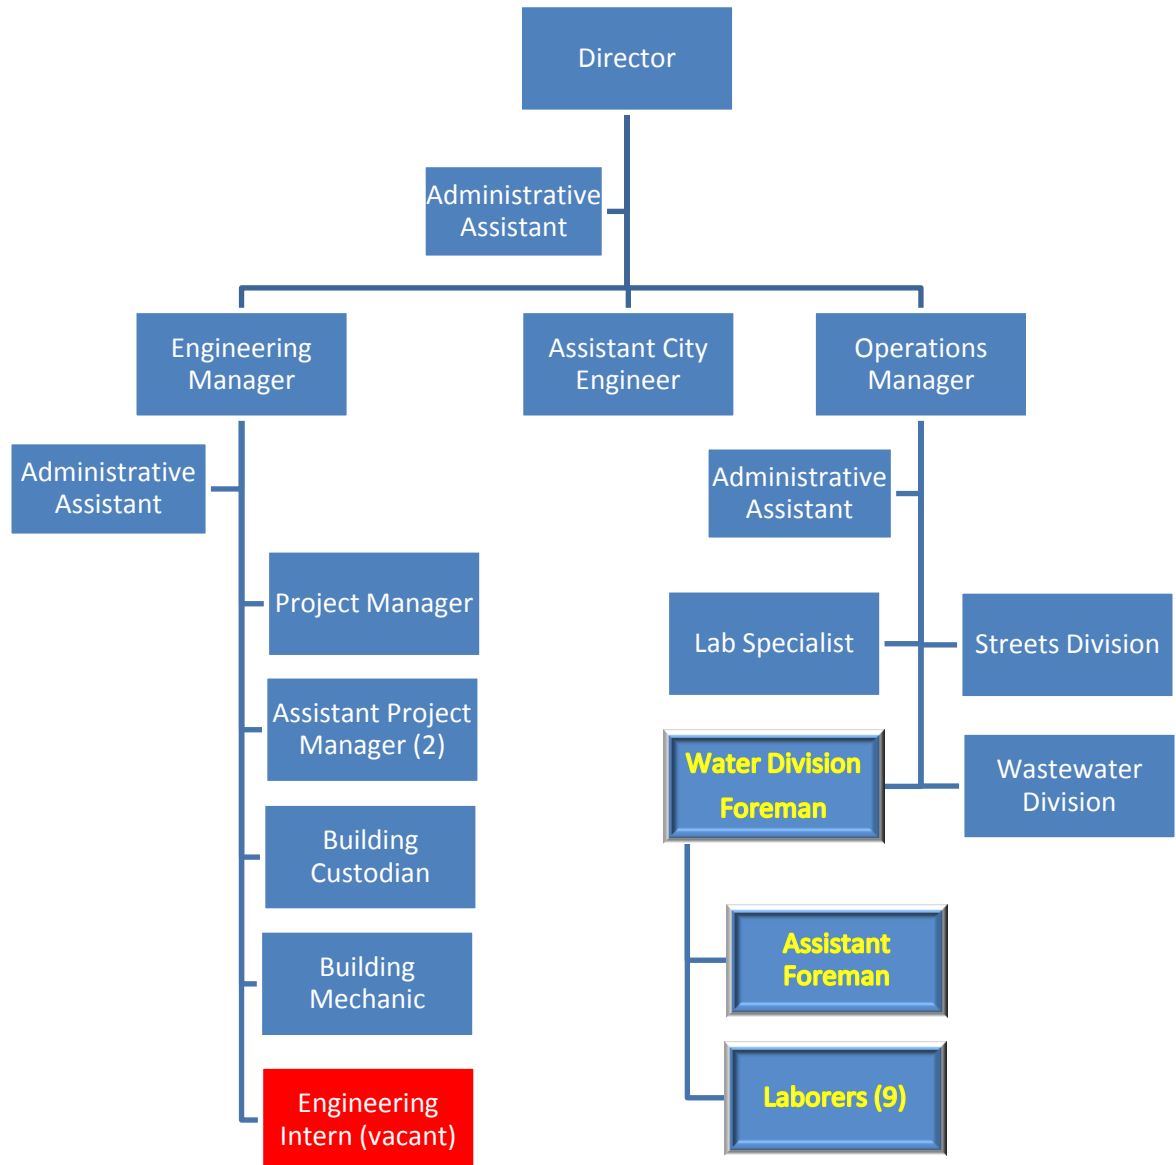 Director
Administrative
Assistant
Engineering
Manager
Assistant City
Engineer
Operations
Manager
Administrative
Assistant
Project Manager
Assistant Project
Manager (2)
Building
Custodian
Building
Mechanic
Engineering
Intern (vacant)
Administrative
Assistant
Lab Specialist
Streets Division
Water Division
Foreman
Wastewater
Division
Assistant
Foreman
Laborers (9)